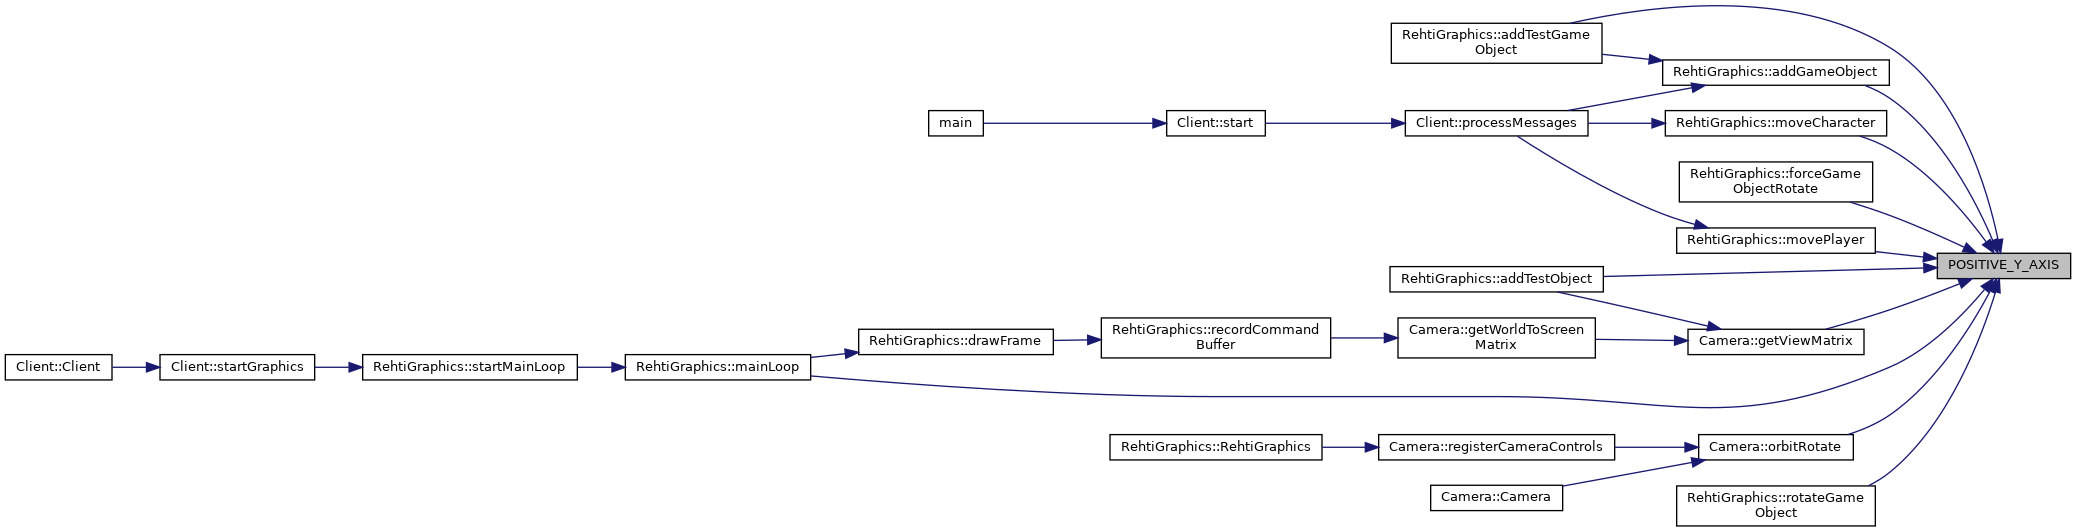 RehtiGraphics::addTestGame
Object
RehtiGraphics::addGameObject
main
Client::start
Client::processMessages
RehtiGraphics::moveCharacter
RehtiGraphics::forceGame
ObjectRotate
RehtiGraphics::movePlayer
POSITIVE_Y_AXIS
RehtiGraphics::addTestObject
RehtiGraphics::drawFrame
RehtiGraphics::recordCommand
Buffer
Camera::getWorldToScreen
Matrix
Camera::getViewMatrix
Client::Client
Client::startGraphics
RehtiGraphics::startMainLoop
RehtiGraphics::mainLoop
RehtiGraphics::RehtiGraphics
Camera::registerCameraControls
Camera::orbitRotate
Camera::Camera
RehtiGraphics::rotateGame
Object